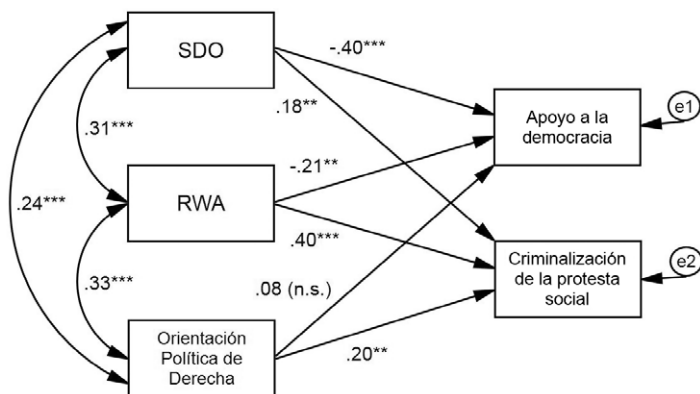 SDO
-.40***
.18**
Apoyo a la
democracia
e1
.31***
-.21**
.24***
RWA
.40***
Criminalización
de la protesta
social
e2
.33***
.08 (n.s.)
Orientación
Política de
Derecha
.20**